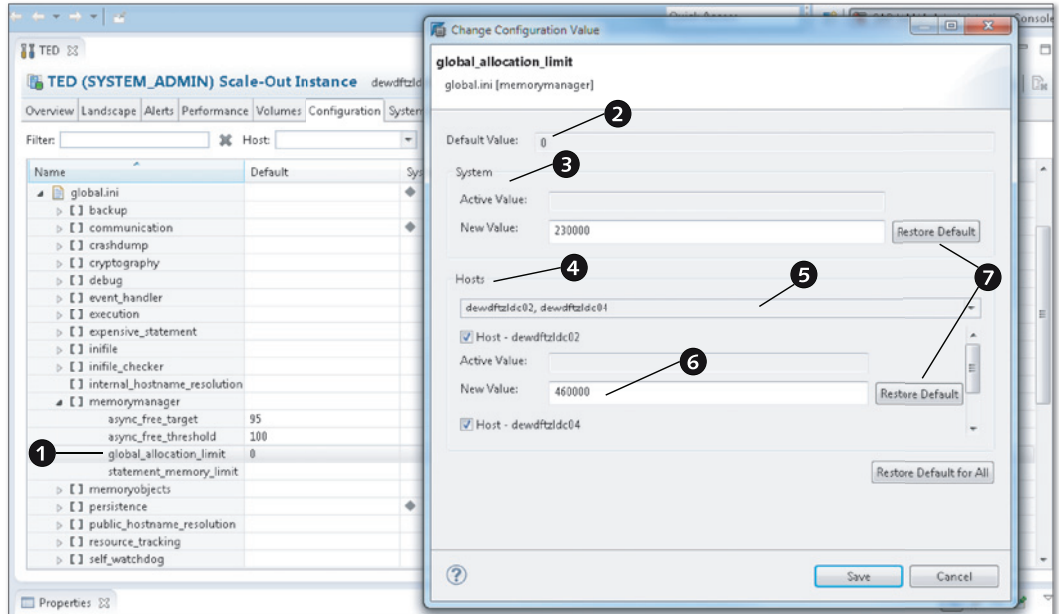 TED
TED (SYSTEM_ADMIN) Scale-Out Instance dewdftzld
Overview Landscape Alerts Performance Volumes Configuration System
Filter: Host:
Name Default Sys
global.ini
[ ] backup
[ ] communication
[ ] crashdump
[ ] cryptography
[ ] debug
[ ] event_handler
[ ] execution
[ ] expensive_statement
[ ] inifile
[ ] inifile_checker
[ ] internal_hostname_resolution
[ ] memorymanager
async_free_target 95
async_free_threshold 100
1 global_allocation_limit 0
statement_memory_limit
[ ] memoryobjects
[ ] persistence
[ ] public_hostname_resolution
[ ] resource_tracking
[ ] self_watchdog
Properties
Console
Change Configuration Value
global_allocation_limit
global.ini [memorymanager]
2
Default Value: 0
3
System
Active Value:
New Value: 230000 Restore Default
4
Hosts
5
7
dewdftzldc02, dewdftzldc04
Host - dewdftzldc02
6
Active Value:
New Value: 460000 Restore Default
Host - dewdftzldc04
Restore Default for All
?
Save Cancel